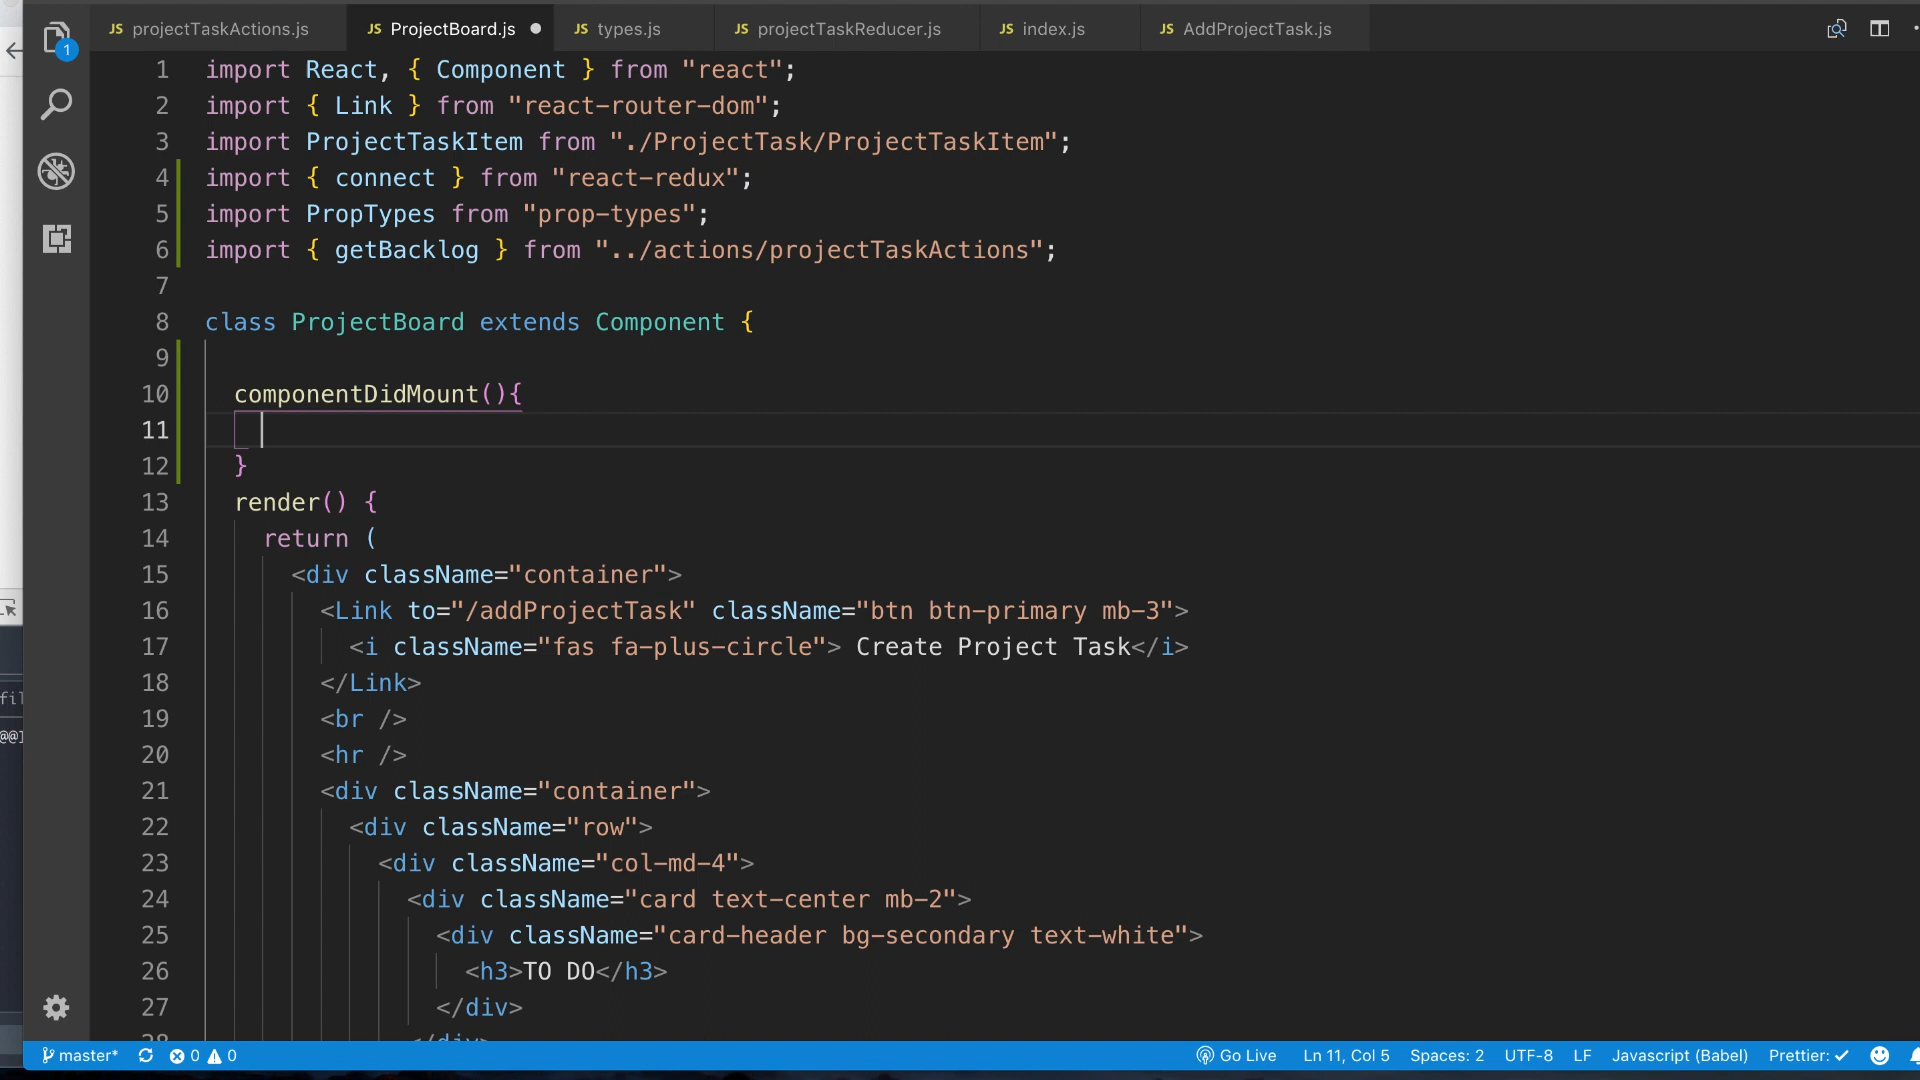 JS projectTaskActions.js JS ProjectBoard.js JS types.js JS projectTaskReducer.js JS index.js JS AddProjectTask.js
1
1 import React, { Component } from "react";
2 import { Link } from "react-router-dom";
3 import ProjectTaskItem from "./ProjectTask/ProjectTaskItem";
4 import { connect } from "react-redux";
5 import PropTypes from "prop-types";
6 import { getBacklog } from "../actions/projectTaskActions";
7
8 class ProjectBoard extends Component {
9
10 componentDidMount(){
11
12 }
13 render() {
14 return (
15 <div className="container">
16 <Link to="/addProjectTask" className="btn btn-primary mb-3">
17 <i className="fas fa-plus-circle"> Create Project Task</i>
18 </Link>
19 <br />
20 <hr />
21 <div className="container">
22 <div className="row">
23 <div className="col-md-4">
24 <div className="card text-center mb-2">
25 <div className="card-header bg-secondary text-white">
26 <h3>TO DO</h3>
27 </div>
28 </div>
fil
master* 0 0 Go Live Ln 11, Col 5 Spaces: 2 UTF-8 LF Javascript (Babel) Prettier: ✓